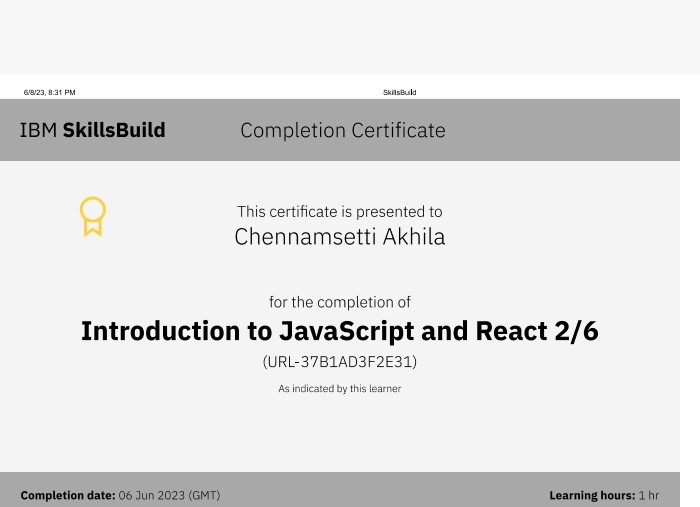 6/8/23, 8:31 PM SkillsBuild
IBM SkillsBuild Completion Certificate
This certificate is presented to
Chennamsetti Akhila
for the completion of
Introduction to JavaScript and React 2/6
(URL-37B1AD3F2E31)
As indicated by this learner
Completion date: 06 Jun 2023 (GMT) Learning hours: 1 hr